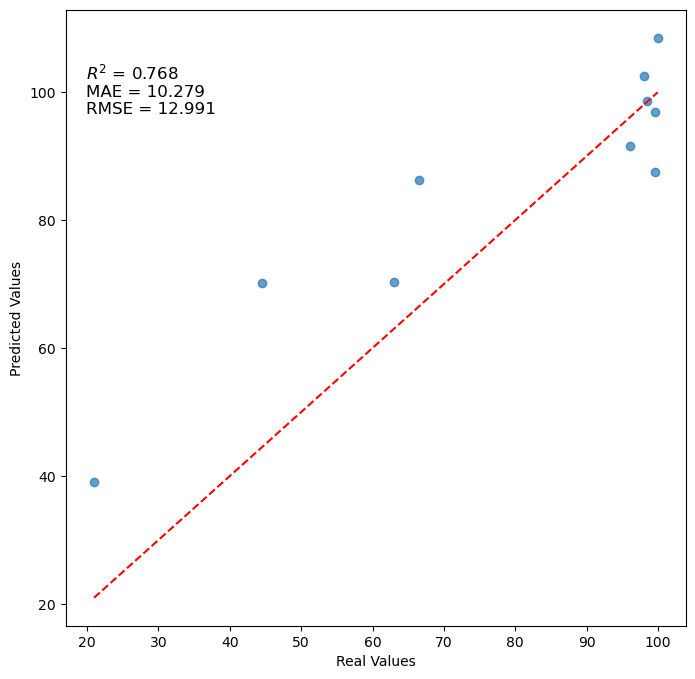 R² = 0.768
MAE = 10.279
RMSE = 12.991
100
80
60
40
20
Predicted Values
20 30 40 50 60 70 80 90 100
Real Values